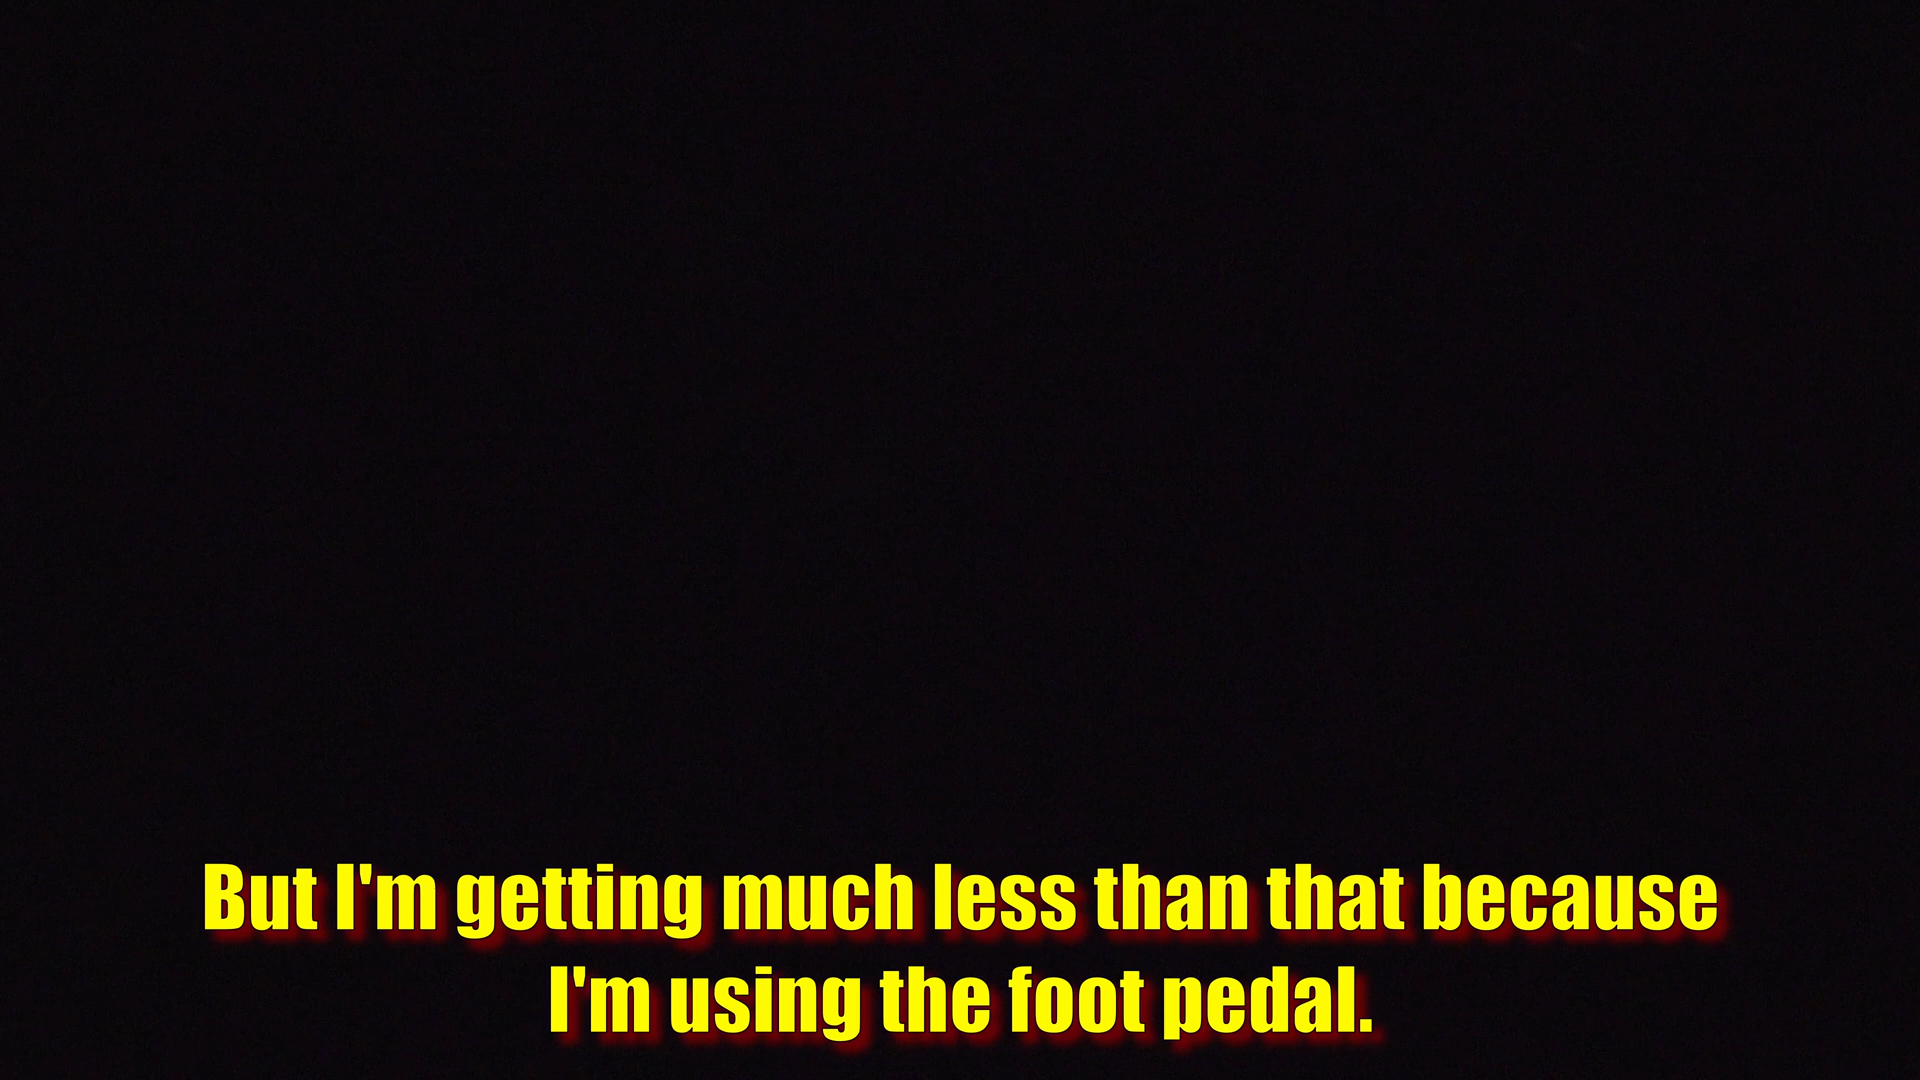 But I'm getting much less than that because
I'm using the foot pedal.